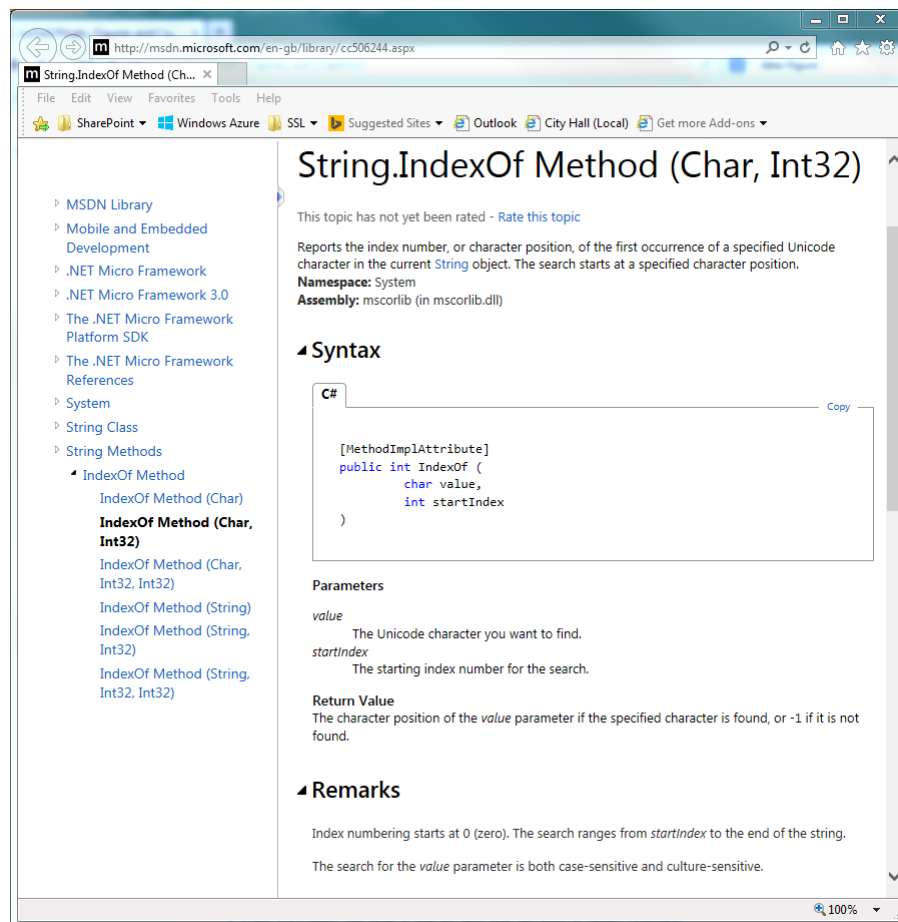 http://msdn.microsoft.com/en-gb/library/cc506244.aspx
m String.IndexOf Method (Ch... ×
File Edit View Favorites Tools Help
SharePoint Windows Azure SSL Suggested Sites Outlook City Hall (Local) Get more Add-ons
MSDN Library
Mobile and Embedded
Development
.NET Micro Framework
.NET Micro Framework 3.0
The .NET Micro Framework
Platform SDK
The .NET Micro Framework
References
System
String Class
String Methods
IndexOf Method
IndexOf Method (Char)
IndexOf Method (Char,
Int32)
IndexOf Method (Char,
Int32, Int32)
IndexOf Method (String)
IndexOf Method (String,
Int32)
IndexOf Method (String,
Int32, Int32)
String.IndexOf Method (Char, Int32)
This topic has not yet been rated - Rate this topic
Reports the index number, or character position, of the first occurrence of a specified Unicode
character in the current String object. The search starts at a specified character position.
Namespace: System
Assembly: mscorlib (in mscorlib.dll)
Syntax
C#
Copy
[MethodImplAttribute]
public int IndexOf (
char value,
int startIndex
)
Parameters
value
The Unicode character you want to find.
startIndex
The starting index number for the search.
Return Value
The character position of the value parameter if the specified character is found, or -1 if it is not
found.
Remarks
Index numbering starts at 0 (zero). The search ranges from startIndex to the end of the string.
The search for the value parameter is both case-sensitive and culture-sensitive.
100%